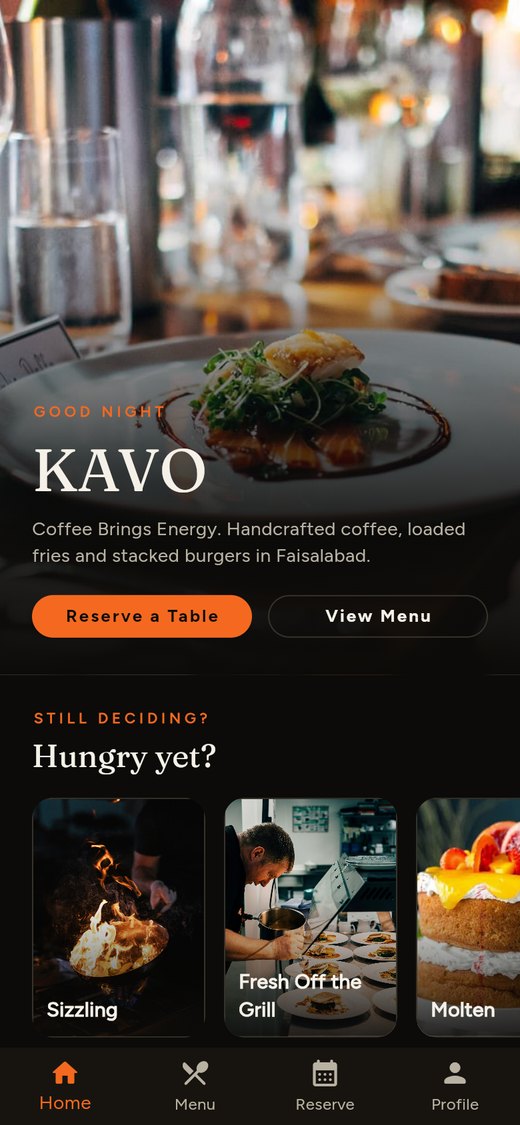 GOOD NIGHT
KAVO
Coffee Brings Energy. Handcrafted coffee, loaded
fries and stacked burgers in Faisalabad.
Reserve a Table
View Menu
STILL DECIDING?
Hungry yet?
Sizzling
Fresh Off the
Grill
Molten
Home
Menu
Reserve
Profile